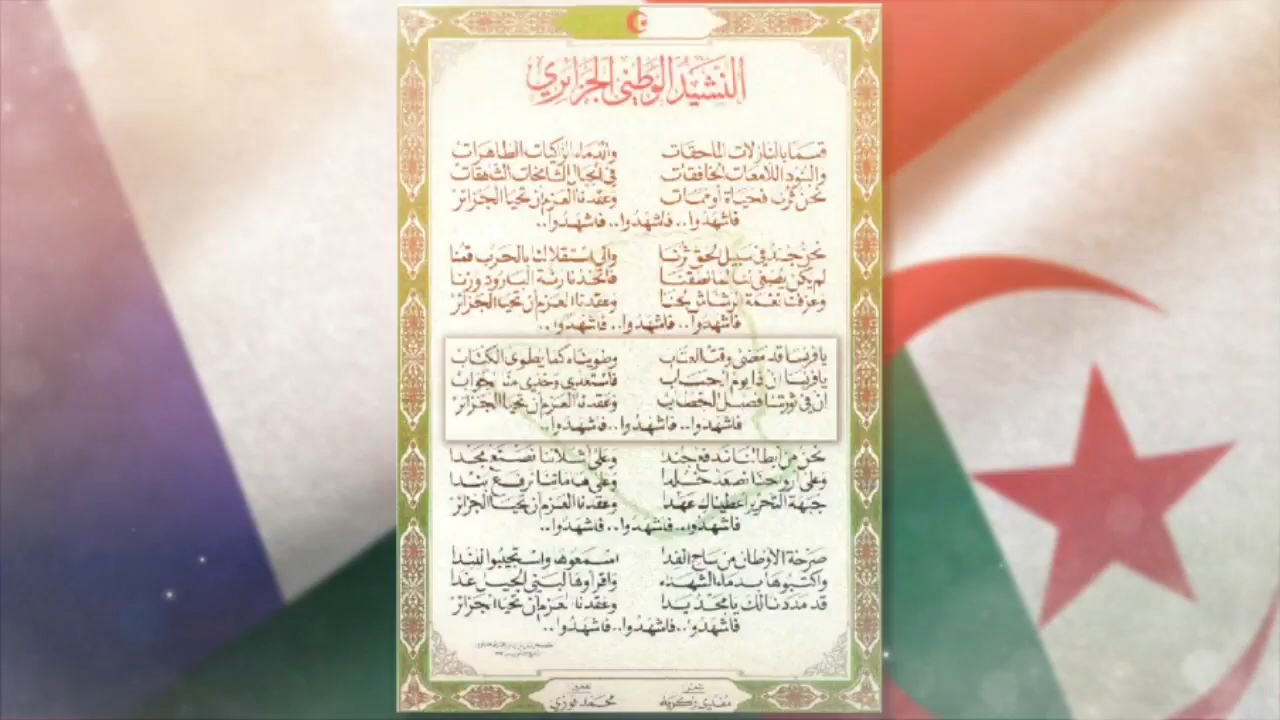 النشيد الوطني الجزائري
قسما بالنازلات الماحقات والدماء الزاكيات الطاهرات
والبنود اللامعات الخافقات في الجبال الشامخات الشاهقات
نحن ثرنا فحياة أو ممات وعقدنا العزم أن تحيا الجزائر
فاشهدوا.. فاشهدوا.. فاشهدوا..
نحن جند في سبيل الحق ثرنا وإلى استقلالنا بالحرب قمنا
لم يكن يصغى لنا لما نطقنا فاتخذنا رنة البارود وزنا
وعزفنا نغمة الرشاش لحنا وعقدنا العزم أن تحيا الجزائر
فاشهدوا.. فاشهدوا.. فاشهدوا..
يا فرنسا قد مضى وقت العتاب وطويناه كما يطوى الكتاب
يا فرنسا إن ذا يوم الحساب فاستعدي وخذي منا الجواب
إن في ثورتنا فصل الخطاب وعقدنا العزم أن تحيا الجزائر
فاشهدوا.. فاشهدوا.. فاشهدوا..
نحن من أبطالنا ندفع جندا وعلى أشلائنا نصنع مجدا
وعلى أرواحنا نصعد خلدا وعلى هاماتنا نرفع بندا
جبهة التحرير أعطيناك عهدا وعقدنا العزم أن تحيا الجزائر
فاشهدوا.. فاشهدوا.. فاشهدوا..
صرخة الأوطان من ساح الفدا اسمعوها واستجيبوا للندا
واكتبوها بدماء الشهداء واقرأوها لبني الجيل غدا
قد مددنا لك يا مجد يدا وعقدنا العزم أن تحيا الجزائر
فاشهدوا.. فاشهدوا.. فاشهدوا..
مفدي زكرياء محمد فوزي